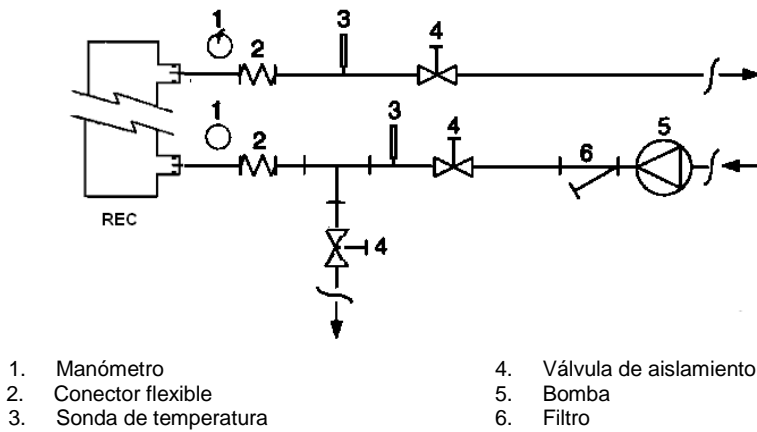 1
2
3
4
1
2
3
4
6
5
REC
4
1. Manómetro
2. Conector flexible
3. Sonda de temperatura
4. Válvula de aislamiento
5. Bomba
6. Filtro